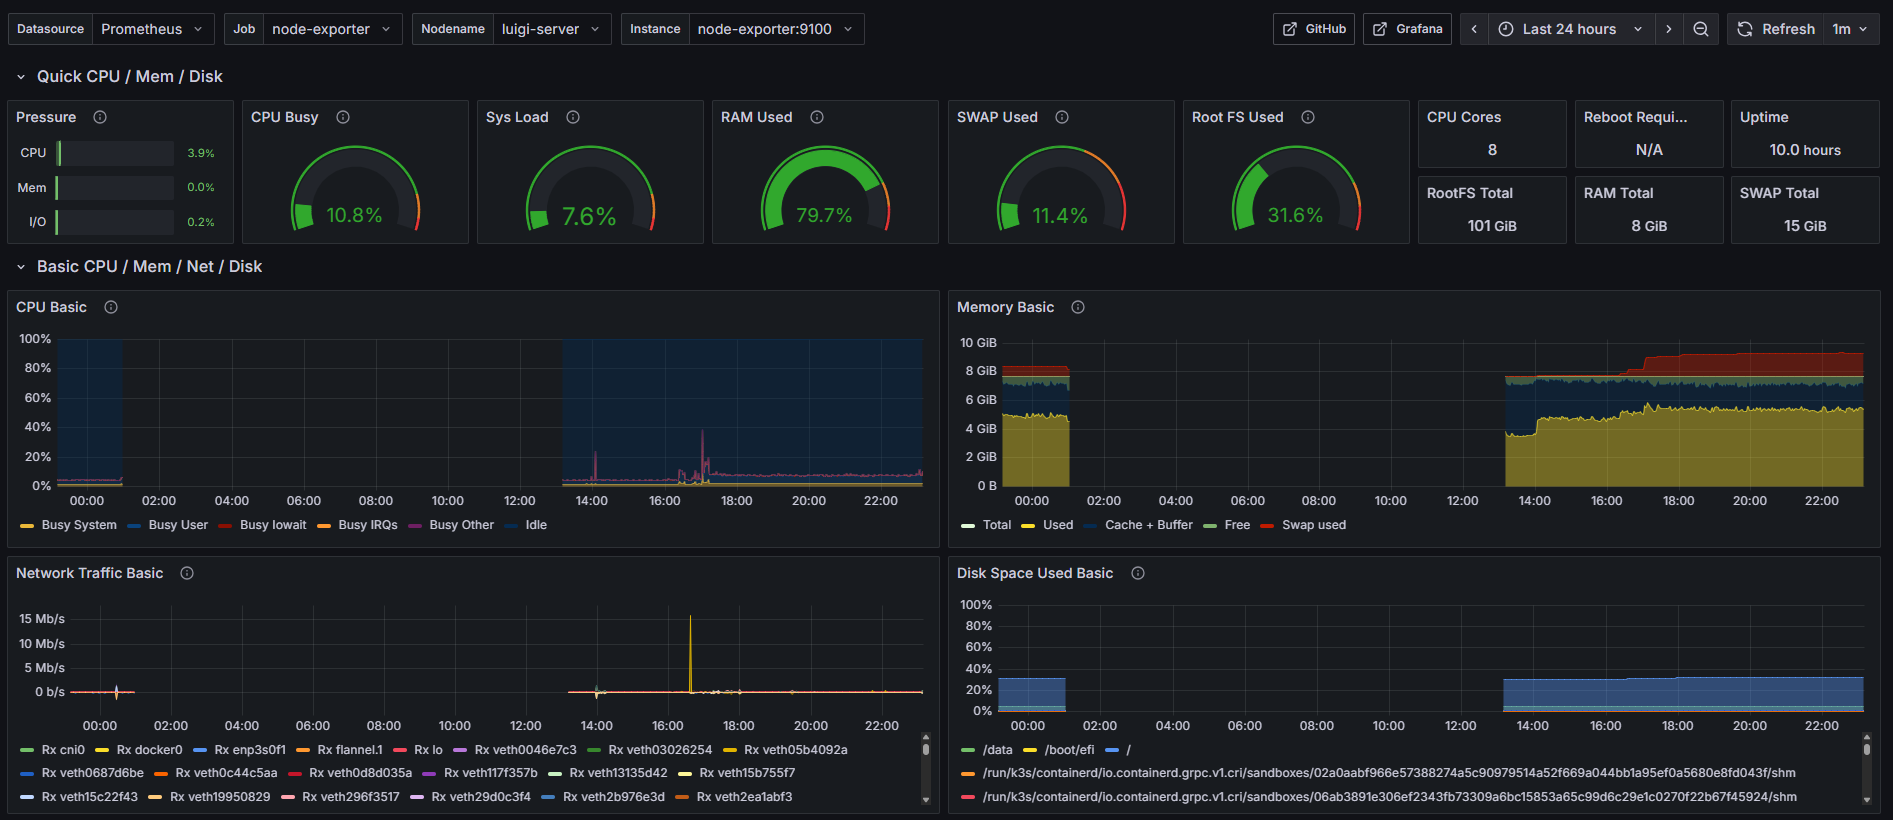 Datasource Prometheus Job node-exporter Nodename luigi-server Instance node-exporter:9100 GitHub Grafana Last 24 hours Refresh 1m
Quick CPU / Mem / Disk
Pressure CPU Busy Sys Load RAM Used SWAP Used Root FS Used CPU Cores Reboot Requi... Uptime
CPU 3.9%
Mem 0.0%
I/O 0.2%
10.8% 7.6% 79.7% 11.4% 31.6%
8 N/A 10.0 hours
RootFS Total RAM Total SWAP Total
101 GiB 8 GiB 15 GiB
Basic CPU / Mem / Net / Disk
CPU Basic
100%
80%
60%
40%
20%
0%
00:00 02:00 04:00 06:00 08:00 10:00 12:00 14:00 16:00 18:00 20:00 22:00
Busy System Busy User Busy Iowait Busy IRQs Busy Other Idle
Memory Basic
10 GiB
8 GiB
6 GiB
4 GiB
2 GiB
0 B
00:00 02:00 04:00 06:00 08:00 10:00 12:00 14:00 16:00 18:00 20:00 22:00
Total Used Cache + Buffer Free Swap used
Network Traffic Basic
15 Mb/s
10 Mb/s
5 Mb/s
0 b/s
00:00 02:00 04:00 06:00 08:00 10:00 12:00 14:00 16:00 18:00 20:00 22:00
Rx cni0 Rx docker0 Rx enp3s0f1 Rx flannel.1 Rx lo Rx veth0046e7c3 Rx veth03026254 Rx veth05b4092a
Rx veth0687d6be Rx veth0c44c5aa Rx veth0d8d035a Rx veth117f357b Rx veth13135d42 Rx veth15b755f7
Rx veth15c22f43 Rx veth19950829 Rx veth296f3517 Rx veth29d0c3f4 Rx veth2b976e3d Rx veth2ea1abf3
Disk Space Used Basic
100%
80%
60%
40%
20%
0%
00:00 02:00 04:00 06:00 08:00 10:00 12:00 14:00 16:00 18:00 20:00 22:00
/data /boot/efi /
/run/k3s/containerd/io.containerd.grpc.v1.cri/sandboxes/02a0aabf966e57388274a5c90979514a52f669a044bb1a95ef0a5680e8fd043f/shm
/run/k3s/containerd/io.containerd.grpc.v1.cri/sandboxes/06ab3891e306ef2343fb73309a6bc15853a65c99d6c29e1c0270f22b67f45924/shm